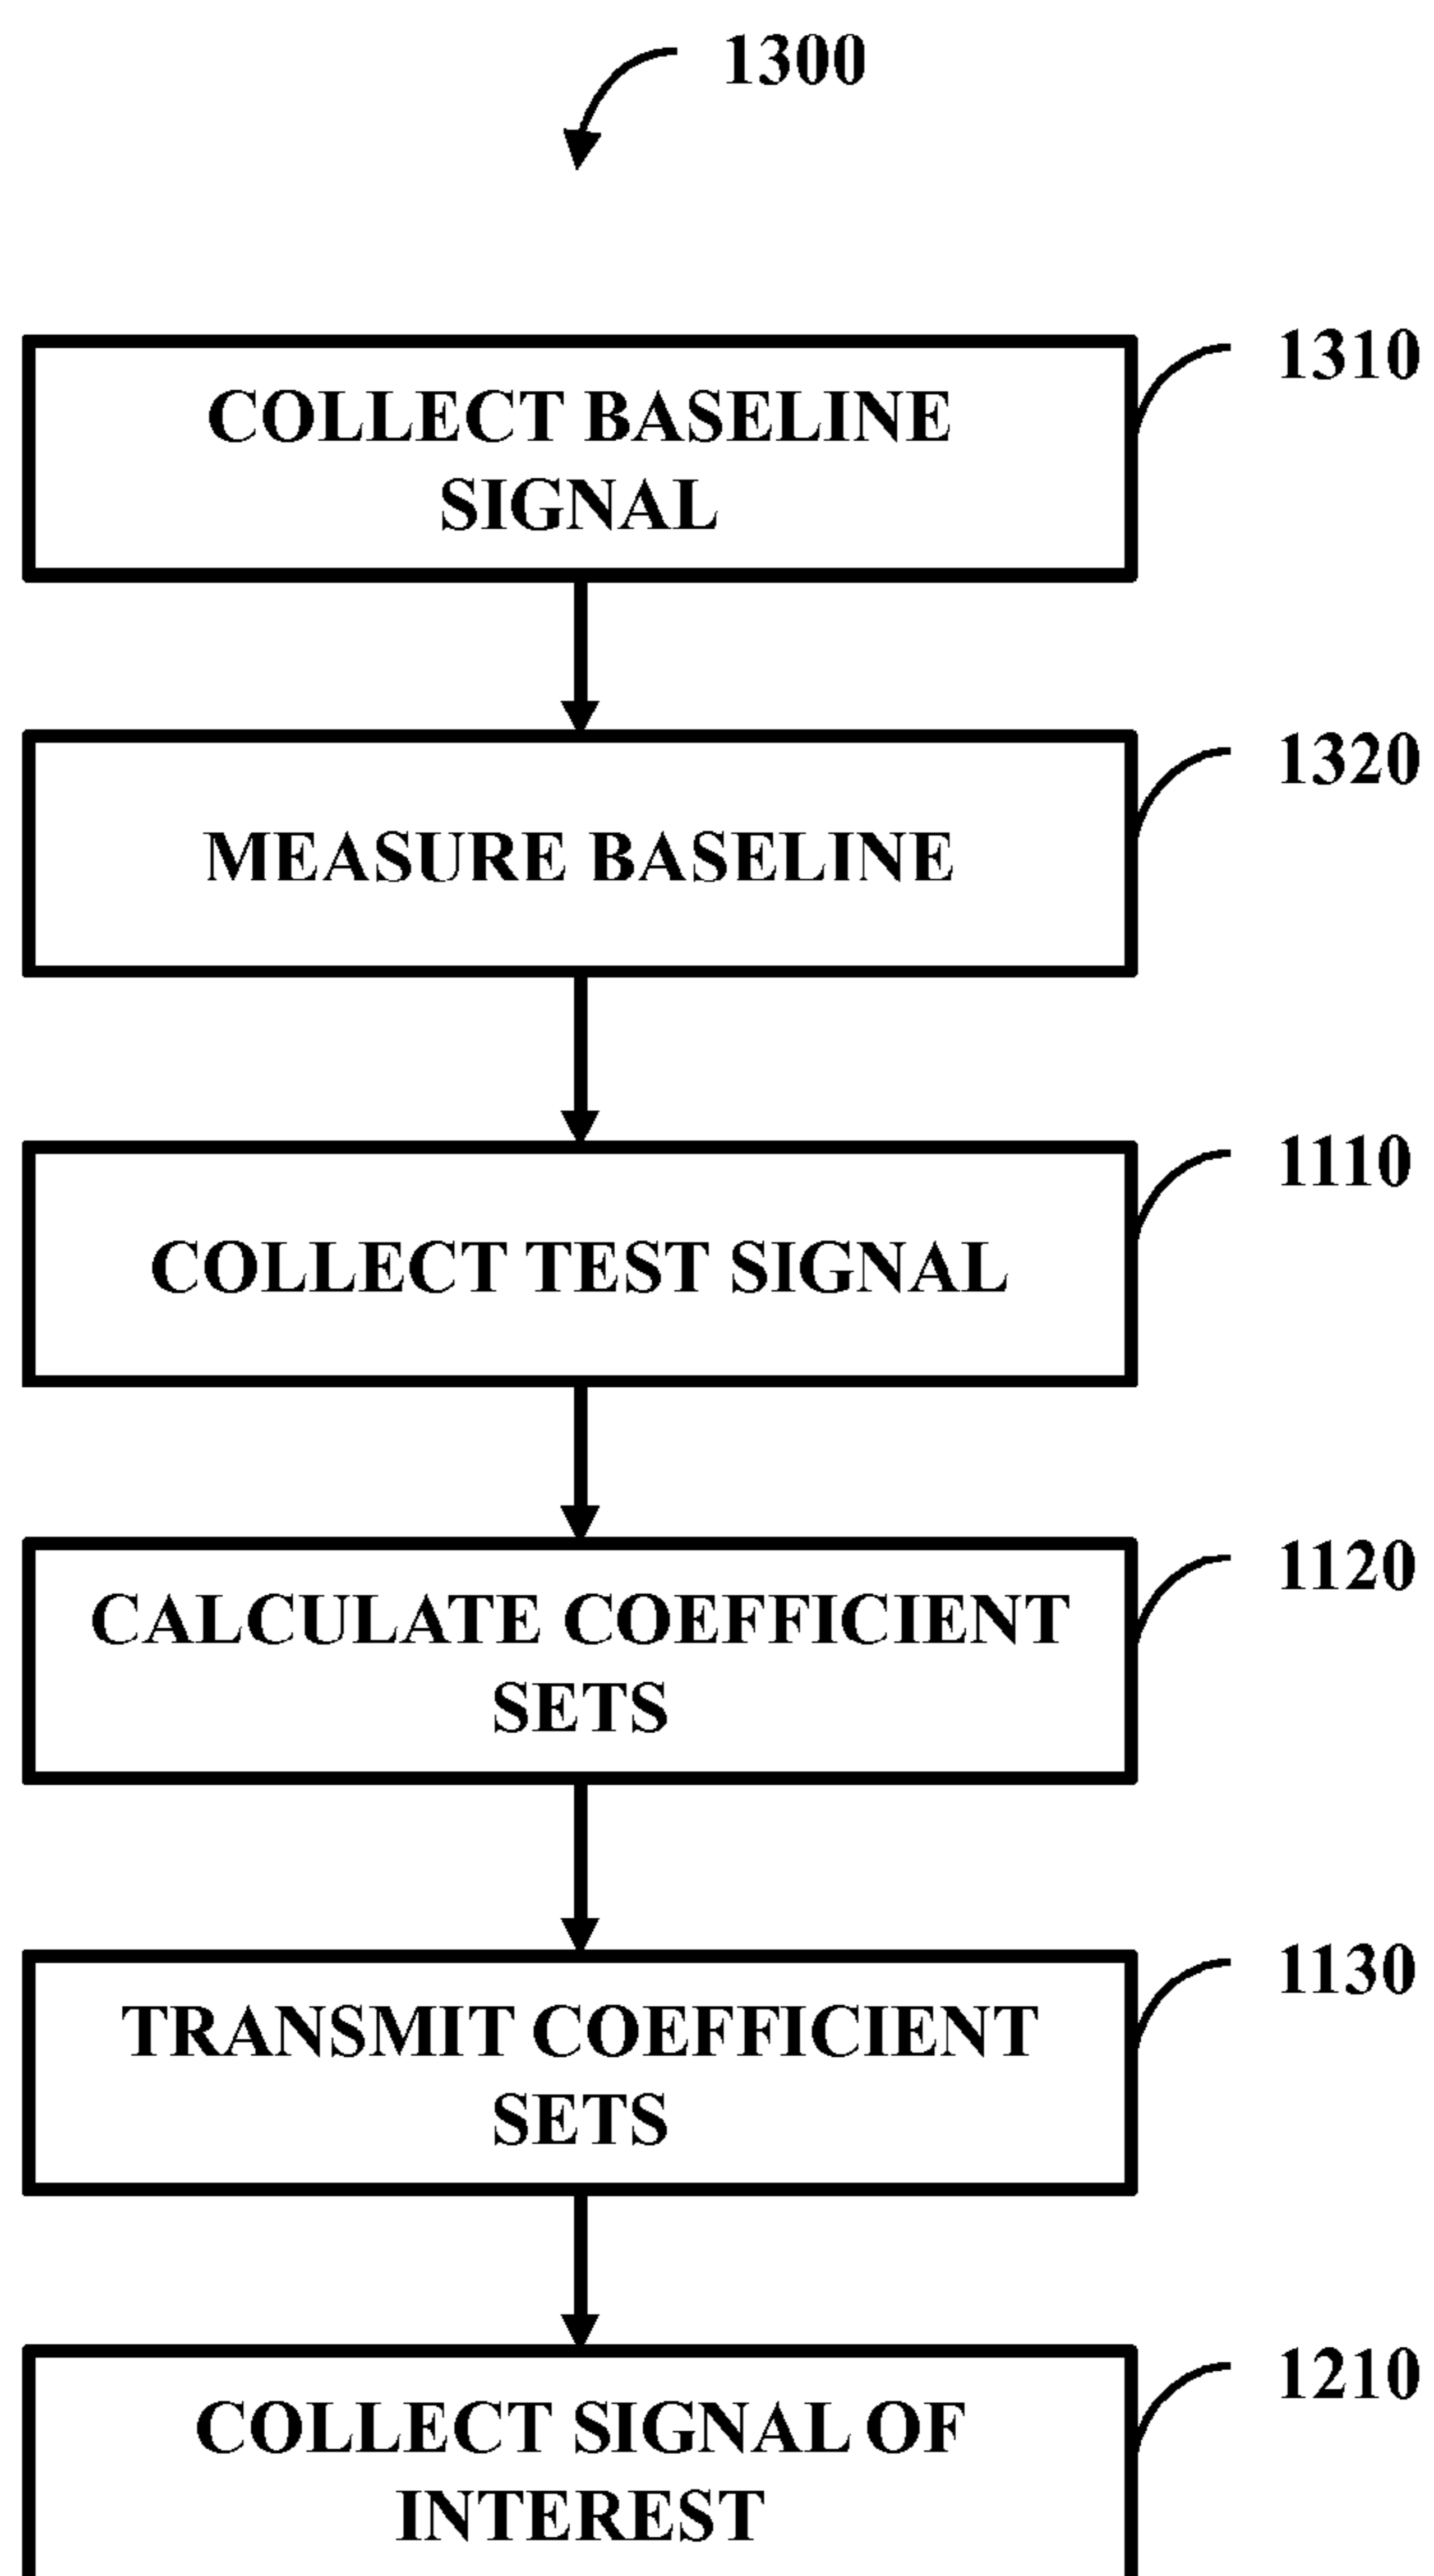 1300
1310
COLLECT BASELINE
SIGNAL
1320
MEASURE BASELINE
1110
COLLECT TEST SIGNAL
1120
CALCULATE COEFFICIENT
SETS
1130
TRANSMIT COEFFICIENT
SETS
1210
COLLECT SIGNAL OF
INTEREST